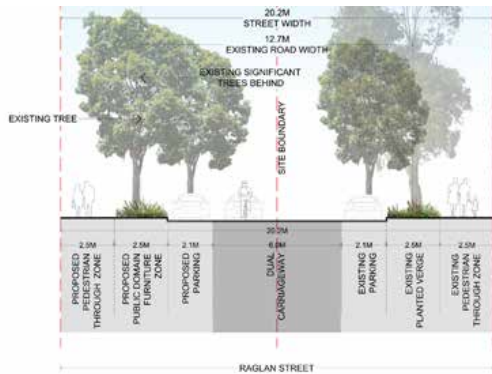 20.2M
STREET WIDTH
12.7M
EXISTING ROAD WIDTH
EXISTING SIGNIFICANT
TREES BEHIND
EXISTING TREE
SITE BOUNDARY
20.2M
2.5M
2.5M
2.1M
6.0M
2.1M
2.5M
2.5M
PROPOSED
PEDESTRIAN
THROUGH ZONE
PROPOSED
PUBLIC DOMAIN
FURNITURE
ZONE
PROPOSED
PARKING
DUAL
CARRIAGEWAY
EXISTING
PARKING
EXISTING
PLANTED VERGE
EXISTING
PEDESTRIAN
THROUGH ZONE
RAGLAN STREET